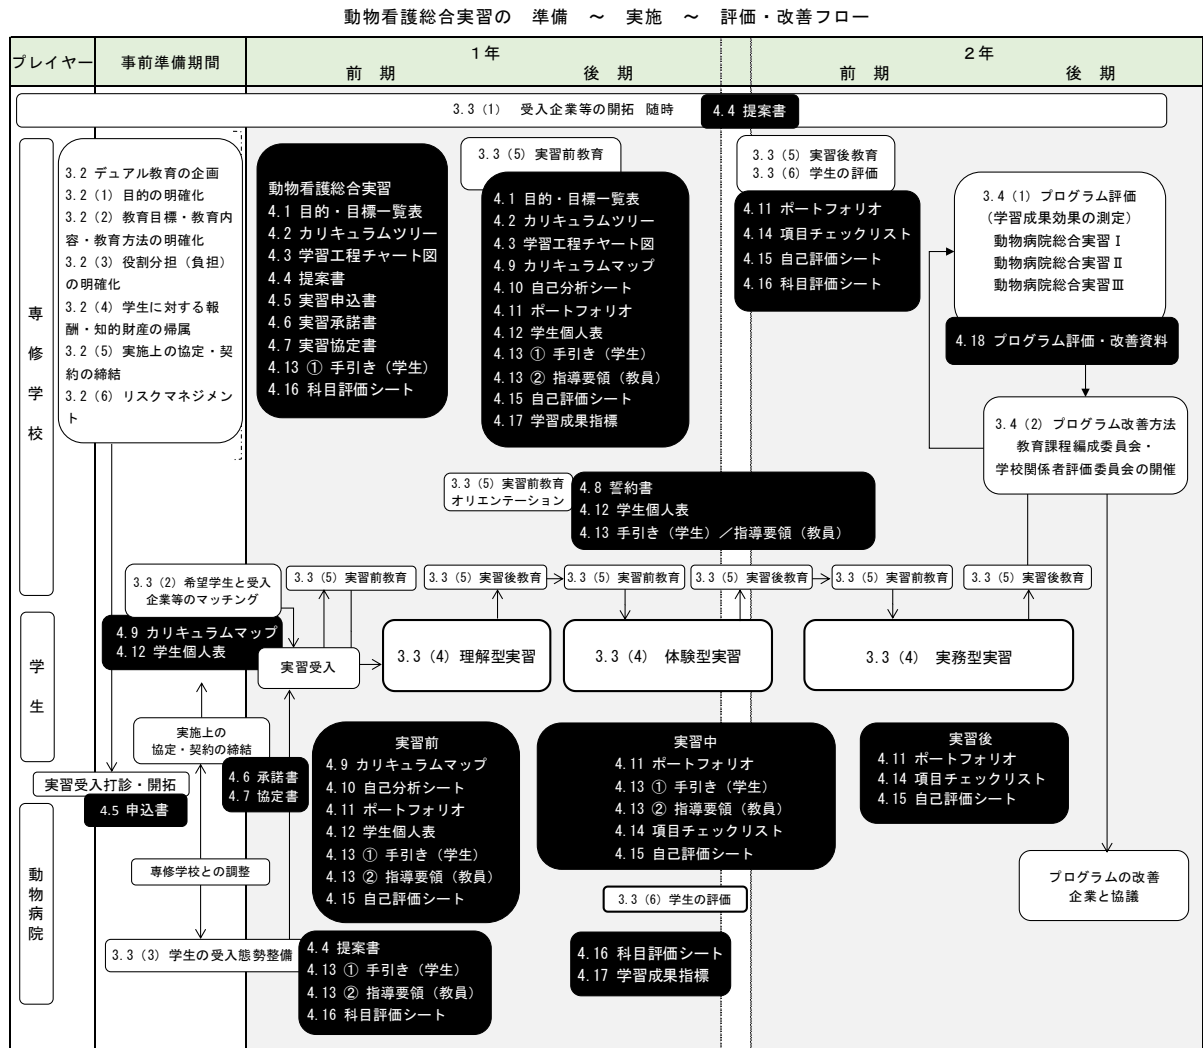 動物看護総合実習の 準備 ～ 実施 ～ 評価・改善フロー
プレイヤー
事前準備期間
1年
前 期
後 期
2年
前 期
後 期
3.3（1） 受入企業等の開拓 随時
4.4 提案書
専修学校
3.2 デュアル教育の企画
3.2（1）目的の明確化
3.2（2）教育目標・教育内
容・教育方法の明確化
3.2（3）役割分担（負担）
の明確化
3.2（4）学生に対する報
酬・知的財産の帰属
3.2（5）実施上の協定・契
約の締結
3.2（6）リスクマネジメン
ト
動物看護総合実習
4.1 目的・目標一覧表
4.2 カリキュラムツリー
4.3 学習工程チャート図
4.4 提案書
4.5 実習申込書
4.6 実習承諾書
4.7 実習協定書
4.13 ① 手引き（学生）
4.16 科目評価シート
3.3（5）実習前教育
4.1 目的・目標一覧表
4.2 カリキュラムツリー
4.3 学習工程チャート図
4.9 カリキュラムマップ
4.10 自己分析シート
4.11 ポートフォリオ
4.12 学生個人表
4.13 ① 手引き（学生）
4.13 ② 指導要領（教員）
4.15 自己評価シート
4.17 学習成果指標
3.3（5）実習後教育
3.3（6）学生の評価
4.11 ポートフォリオ
4.14 項目チェックリスト
4.15 自己評価シート
4.16 科目評価シート
3.4（1）プログラム評価
（学習成果効果の測定）
動物病院総合実習Ⅰ
動物病院総合実習Ⅱ
動物病院総合実習Ⅲ
4.18 プログラム評価・改善資料
3.4（2）プログラム改善方法
教育課程編成委員会・
学校関係者評価委員会の開催
3.3（5）実習前教育
オリエンテーション
4.8 誓約書
4.12 学生個人表
4.13 手引き（学生）／指導要領（教員）
3.3（2）希望学生と受入
企業等のマッチング
3.3（5）実習前教育
3.3（5）実習後教育
3.3（5）実習前教育
3.3（5）実習後教育
3.3（5）実習前教育
3.3（5）実習後教育
学生
4.9 カリキュラムマップ
4.12 学生個人表
実習受入
3.3（4）理解型実習
3.3（4） 体験型実習
3.3（4） 実務型実習
実施上の
協定・契約の締結
実習受入打診・開拓
4.5 申込書
4.6 承諾書
4.7 協定書
実習前
4.9 カリキュラムマップ
4.10 自己分析シート
4.11 ポートフォリオ
4.12 学生個人表
4.13 ① 手引き（学生）
4.13 ② 指導要領（教員）
4.15 自己評価シート
実習中
4.11 ポートフォリオ
4.13 ① 手引き（学生）
4.13 ② 指導要領（教員）
4.14 項目チェックリスト
4.15 自己評価シート
実習後
4.11 ポートフォリオ
4.14 項目チェックリスト
4.15 自己評価シート
動物病院
専修学校との調整
3.3（3）学生の受入態勢整備
4.4 提案書
4.13 ① 手引き（学生）
4.13 ② 指導要領（教員）
4.16 科目評価シート
3.3（6）学生の評価
4.16 科目評価シート
4.17 学習成果指標
プログラムの改善
企業と協議